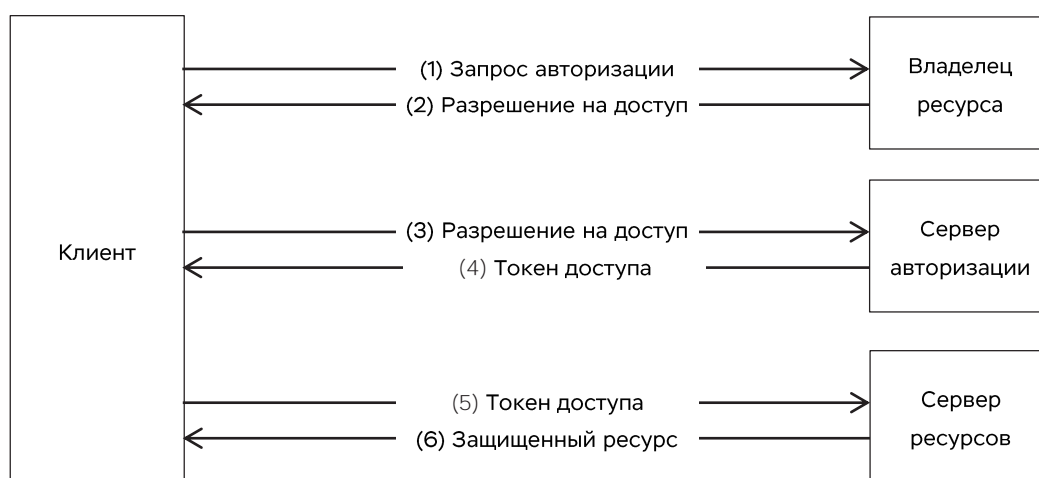 (1) Запрос авторизации
Владелец
ресурса
(2) Разрешение на доступ
Клиент
(3) Разрешение на доступ
Сервер
авторизации
(4) Токен доступа
(5) Токен доступа
Сервер
ресурсов
(6) Защищенный ресурс